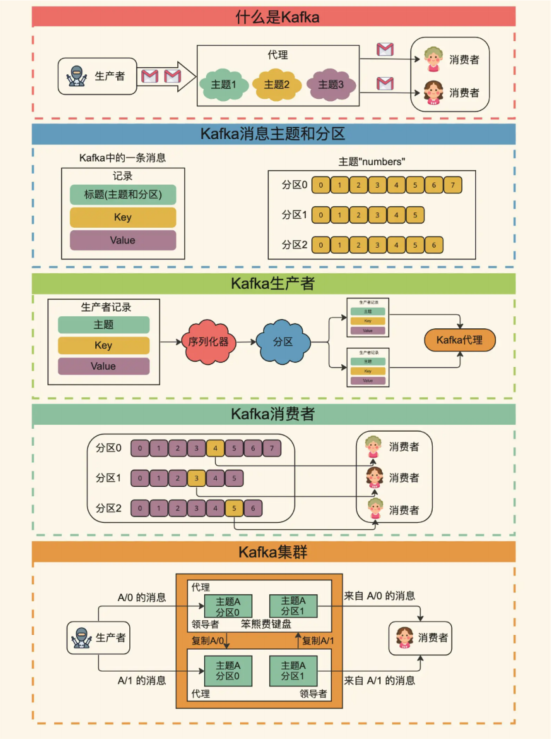 什么是Kafka
代理
生产者
主题1
主题2
主题3
消费者
消费者
Kafka消息主题和分区
Kafka中的一条消息
记录
标题(主题和分区)
Key
Value
主题"numbers"
分区0 0 1 2 3 4 5 6 7
分区1 0 1 2 3 4 5
分区2 0 1 2 3 4 5 6
Kafka生产者
生产者记录
主题
Key
Value
序列化器
分区
生产者记录
主题
Key
Value
生产者记录
主题
Key
Value
Kafka代理
Kafka消费者
分区0 0 1 2 3 4 5 6 7
分区1 0 1 2 3 4 5
分区2 0 1 2 3 4 5 6
消费者
消费者
消费者
Kafka集群
A/0 的消息
生产者
A/1 的消息
代理
主题A
分区0
主题A
分区1
领导者
笨熊费键盘
复制A/0
复制A/1
主题A
分区0
主题A
分区1
代理
领导者
来自 A/0 的消息
消费者
来自 A/1 的消息